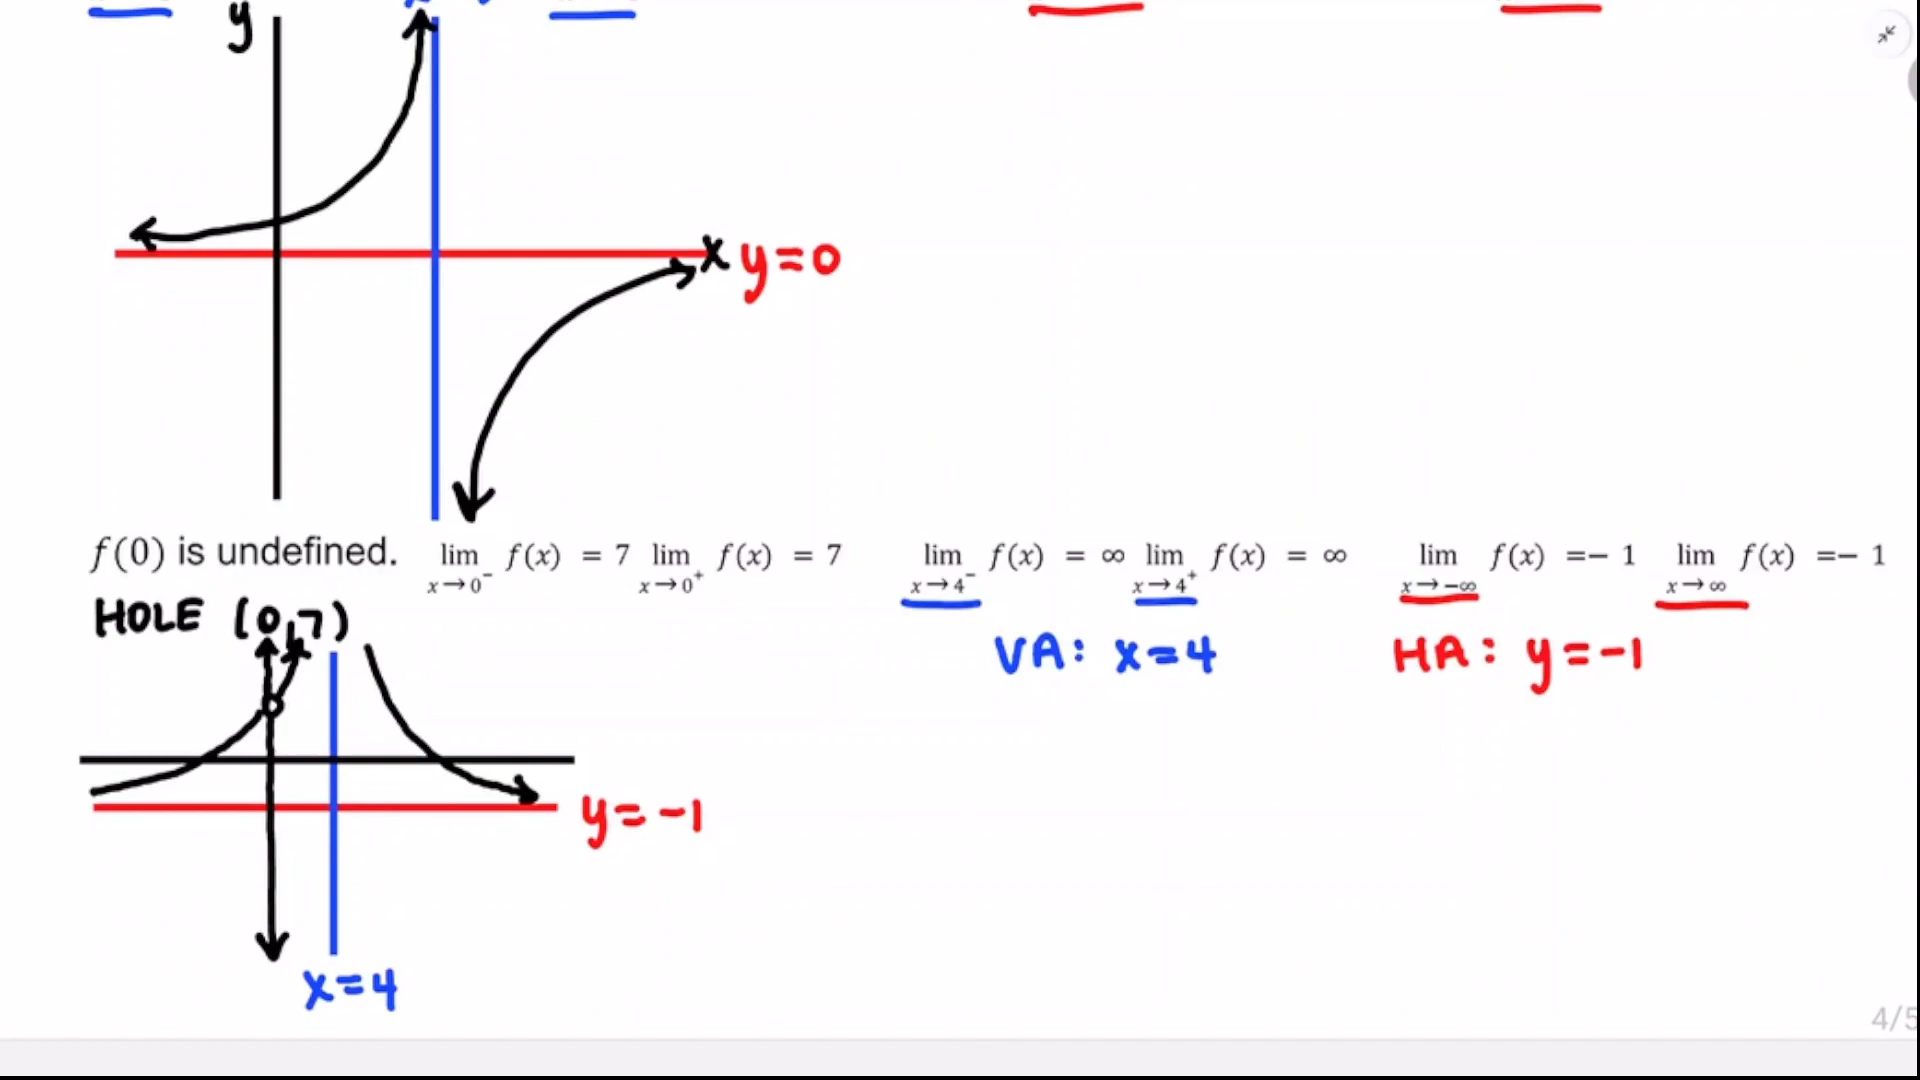 y
x y=0
f(0) is undefined. lim x→0⁻ f(x) = 7 lim x→0⁺ f(x) = 7 lim x→4⁻ f(x) = ∞ lim x→4⁺ f(x) = ∞ lim x→−∞ f(x) =− 1 lim x→∞ f(x) =− 1
HOLE (0,7)
VA: x=4 HA: y=-1
y=-1
x=4
4/5